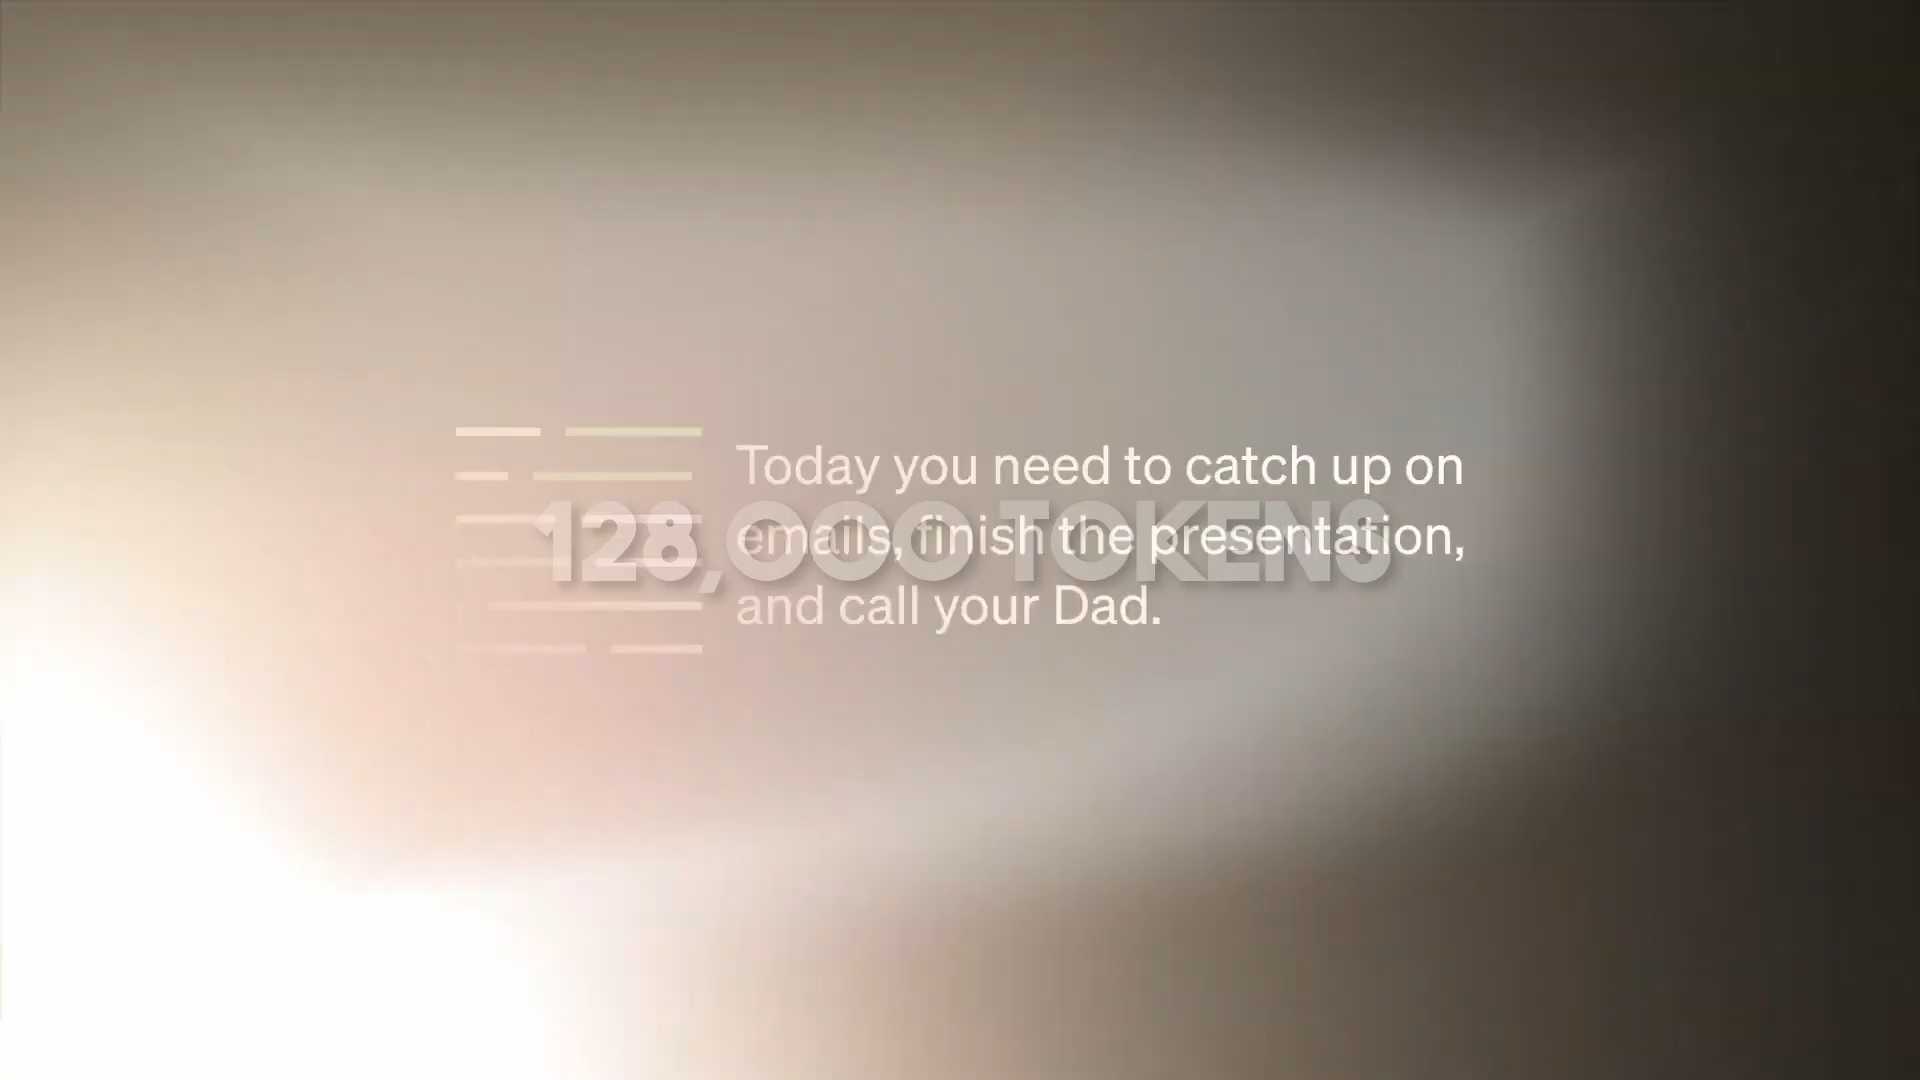 Today you need to catch up on
emails, finish the presentation,
and call your Dad.
128,000 TOKENS